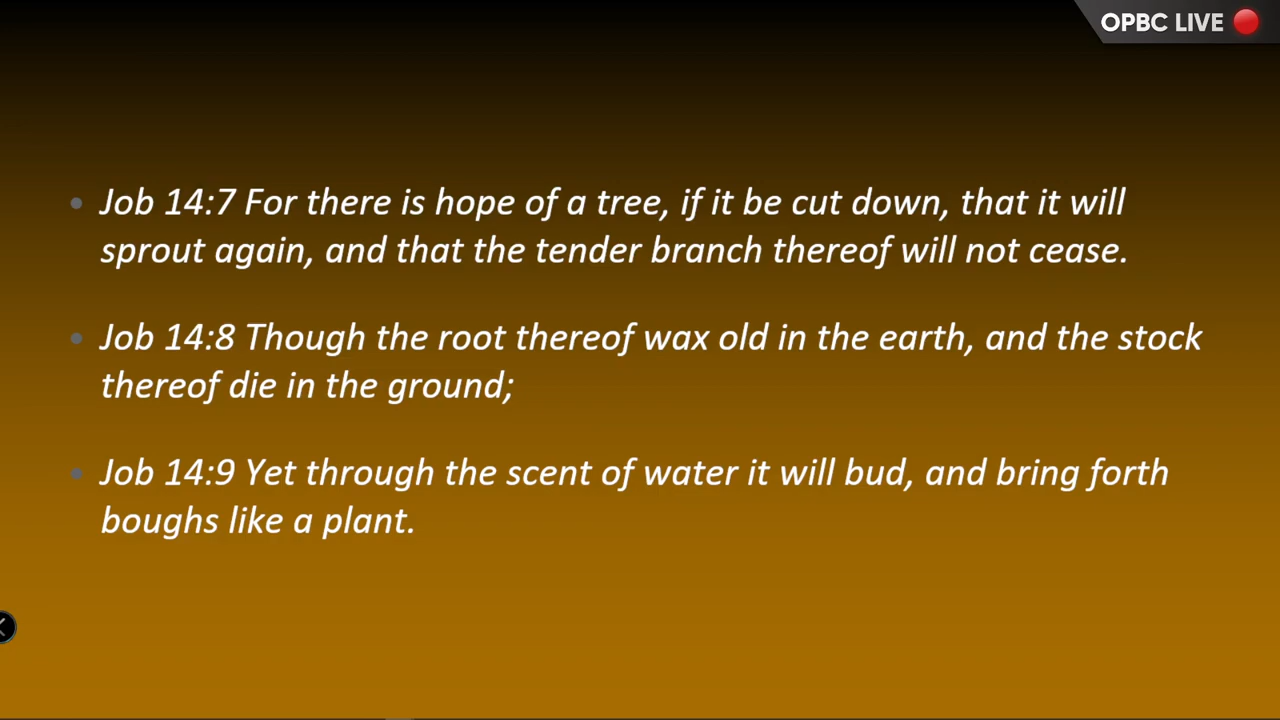 OPBC LIVE
• Job 14:7 For there is hope of a tree, if it be cut down, that it will
sprout again, and that the tender branch thereof will not cease.
• Job 14:8 Though the root thereof wax old in the earth, and the stock
thereof die in the ground;
• Job 14:9 Yet through the scent of water it will bud, and bring forth
boughs like a plant.